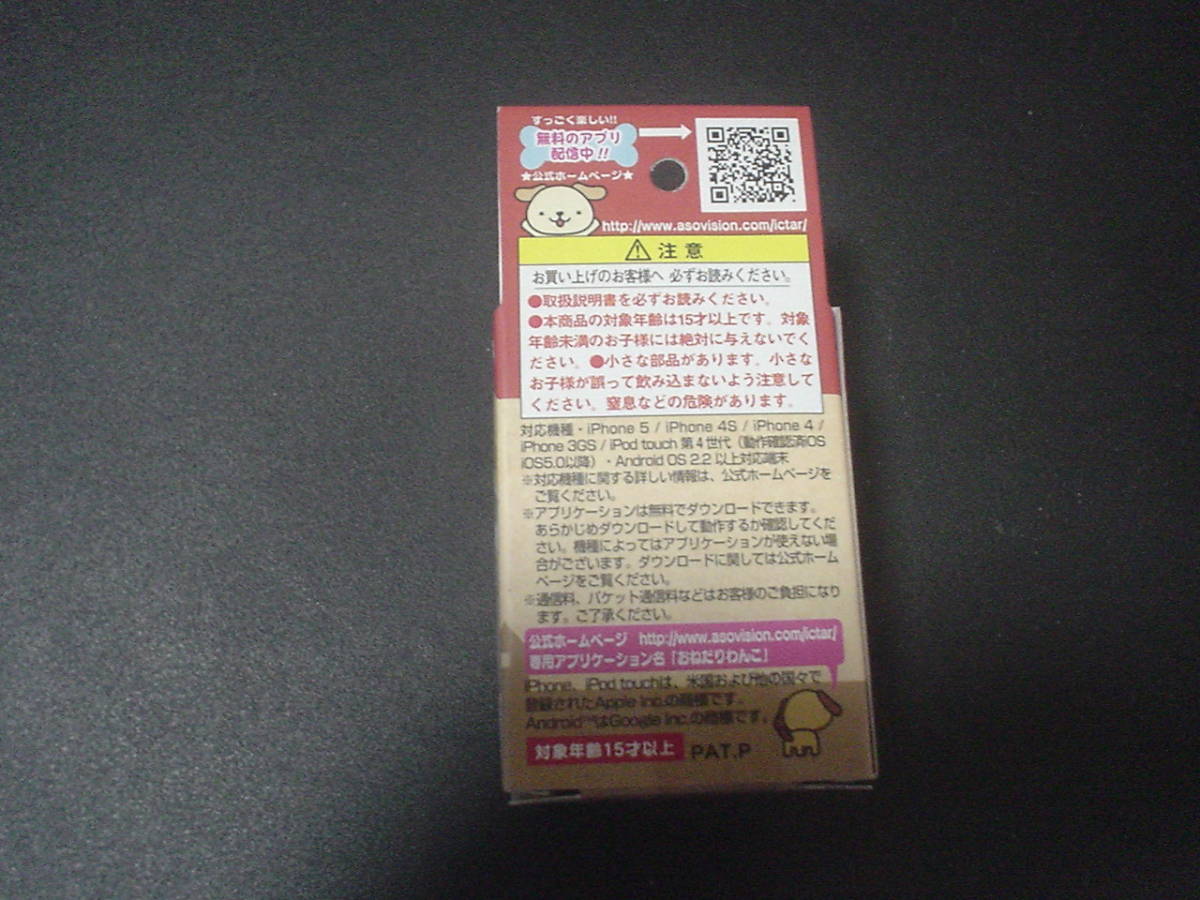 すっごく楽しい!!
無料のアプリ
配信中!!
★公式ホームページ★
http://www.asovision.com/ictar/
注意
お買い上げのお客様へ 必ずお読みください。
●取扱説明書を必ずお読みください。
●本商品の対象年齢は15才以上です。対象
年齢未満のお子様には絶対に与えないでく
ださい。●小さな部品があります。小さな
お子様が誤って飲み込まないよう注意して
ください。窒息などの危険があります。
対応機種・iPhone 5 / iPhone 4S / iPhone 4 /
iPhone 3GS / iPod touch 第4世代（動作確認済iOS
iOS5.0以降）・Android OS 2.2 以上対応端末
※対応機種に関する詳しい情報は、公式ホームページを
ご覧ください。
※アプリケーションは無料でダウンロードできます。
あらかじめダウンロードして動作するか確認してくだ
さい。機種によってはアプリケーションが使えない場
合がございます。ダウンロードに関しては公式ホーム
ページをご覧ください。
※通信料、パケット通信料などはお客様のご負担になり
ます。ご了承ください。
公式ホームページ http://www.asovision.com/ictar/
専用アプリケーション名「おねだりわんこ」
iPhone、iPod touchは、米国および他の国々で
登録されたApple Inc.の商標です。
Android™はGoogle Inc.の商標です。
対象年齢15才以上 PAT.P